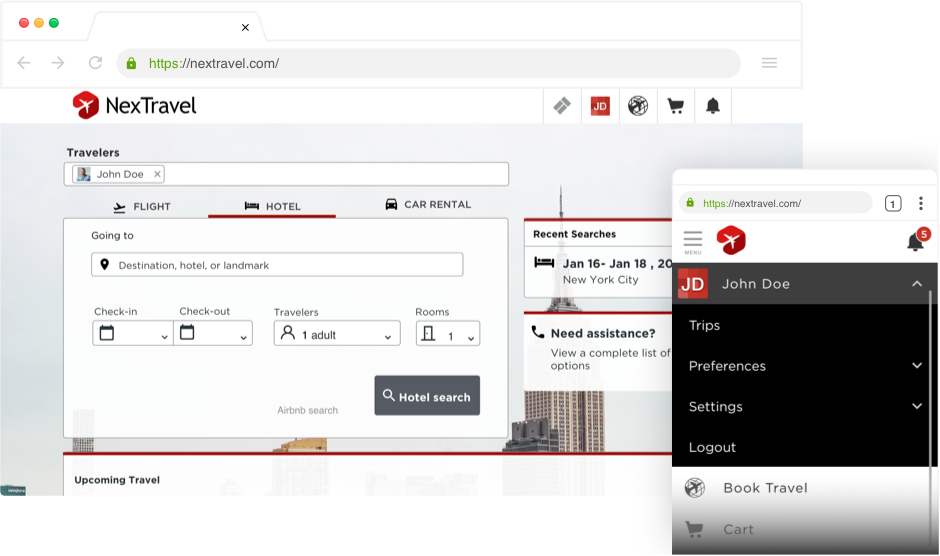 https://nextravel.com/
NexTravel
JD
Travelers
John Doe
FLIGHT
HOTEL
CAR RENTAL
Going to
Destination, hotel, or landmark
Check-in
Check-out
Travelers
Rooms
1 adult
1
Hotel search
Airbnb search
Recent Searches
Jan 16- Jan 18 , 20
New York City
Need assistance?
View a complete list of
options
Upcoming Travel
https://nextravel.com/
1
MENU
5
JD
John Doe
Trips
Preferences
Settings
Logout
Book Travel
Cart